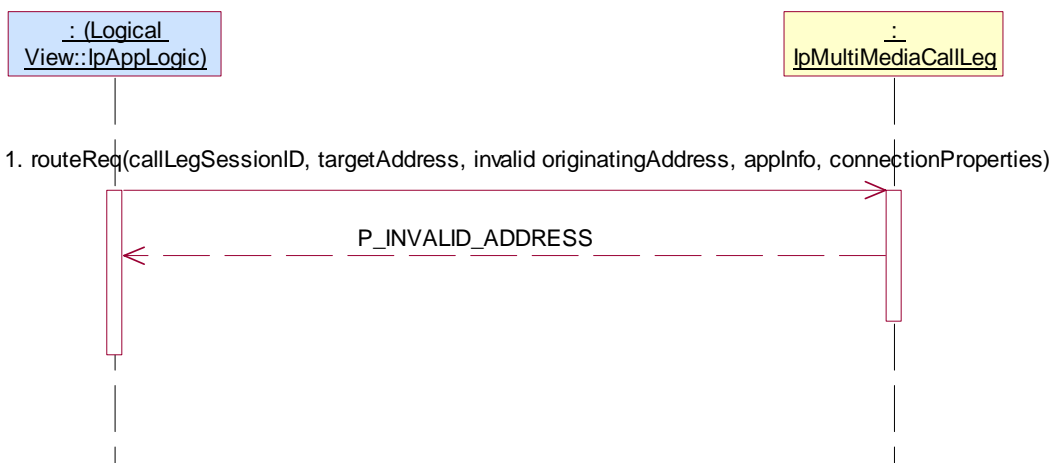 : (Logical
View::IpAppLogic)
:
IpMultiMediaCallLeg
1. routeReq(callLegSessionID, targetAddress, invalid originatingAddress, appInfo, connectionProperties)
P_INVALID_ADDRESS